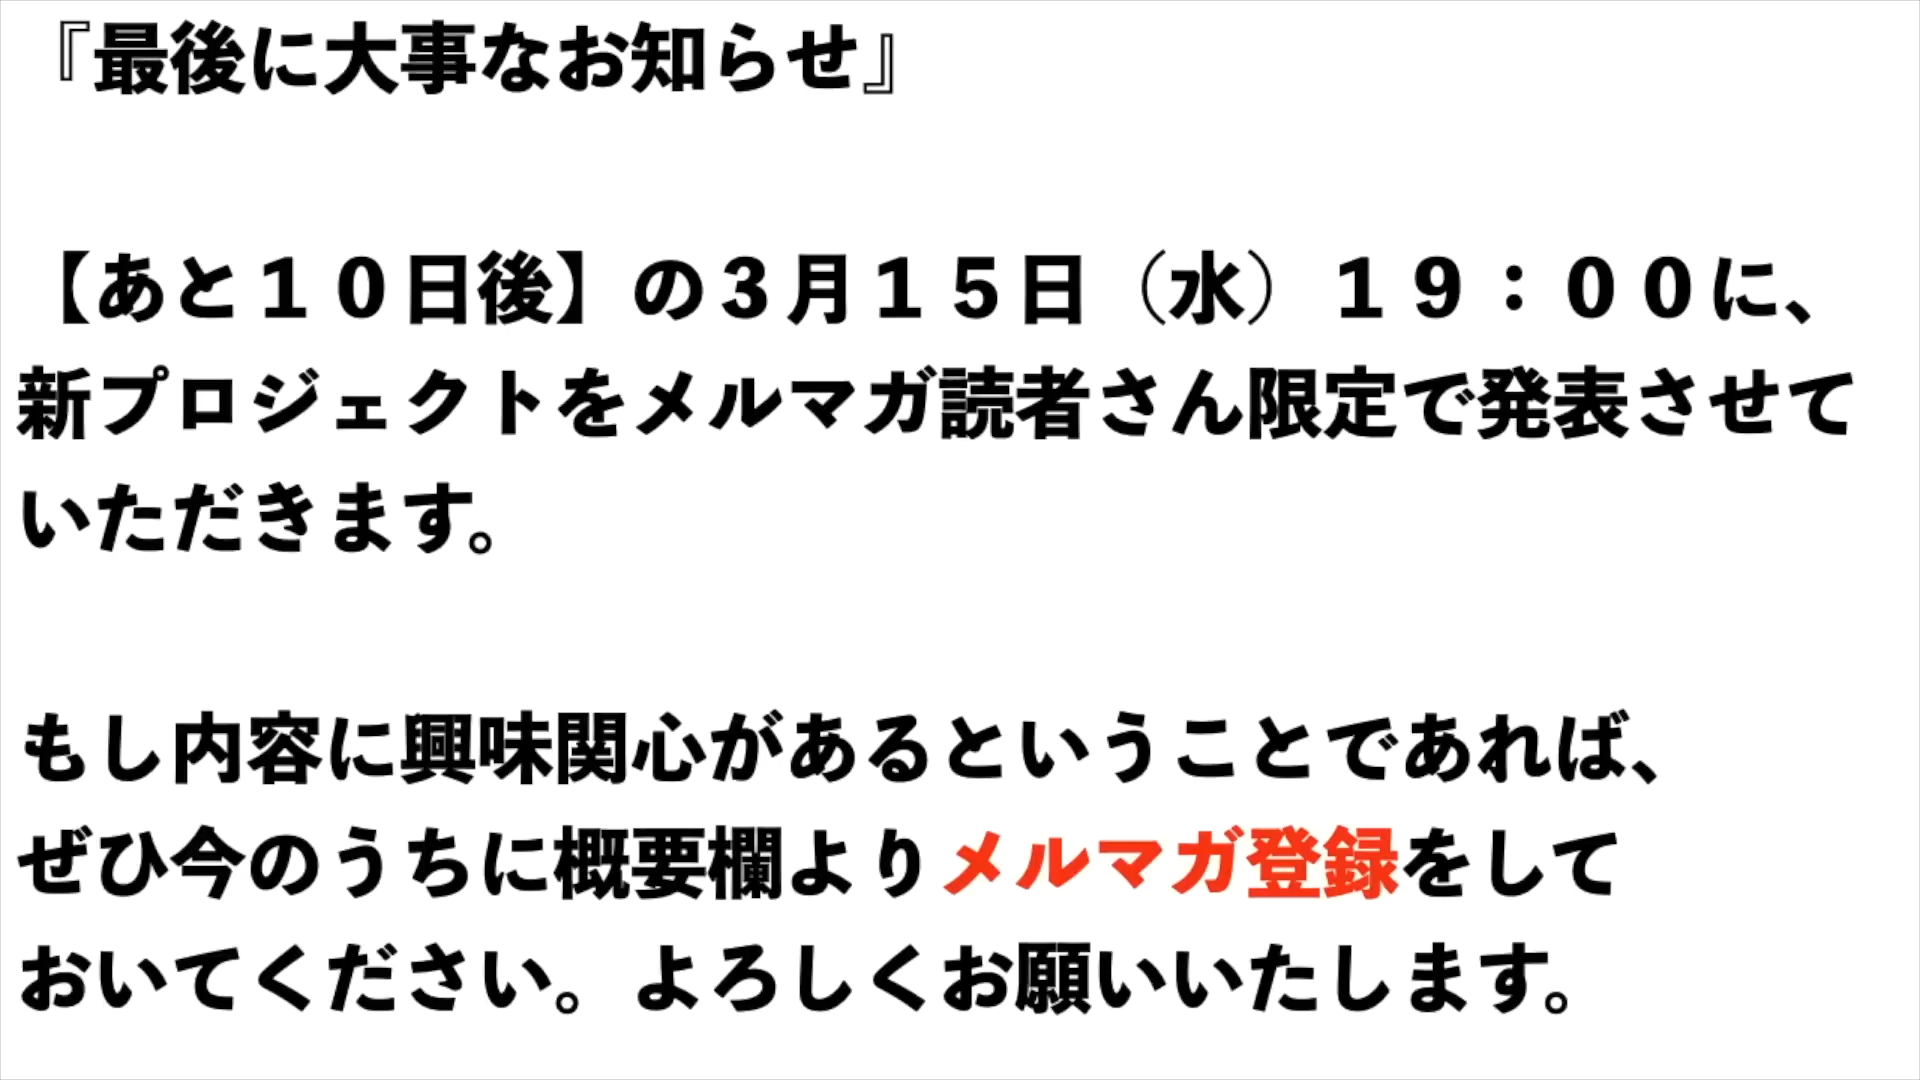 『最後に大事なお知らせ』
【あと１０日後】の３月１５日（水）１９：００に、
新プロジェクトをメルマガ読者さん限定で発表させて
いただきます。
もし内容に興味関心があるということであれば、
ぜひ今のうちに概要欄よりメルマガ登録をして
おいてください。よろしくお願いいたします。